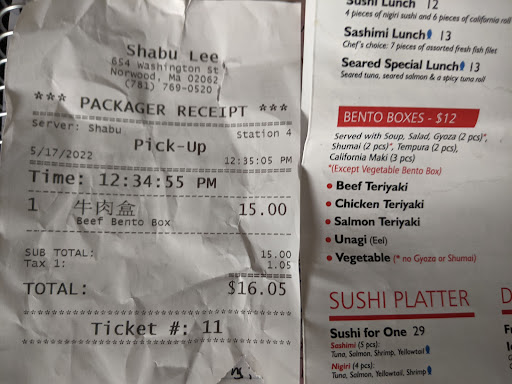 Shabu Lee
654 Washington St
Norwood, MA 02062
(781) 769-0520
*** PACKAGER RECEIPT ***
Server: Shabu
Station 4
Pick-Up
5/17/2022
12:35:05 PM
Time: 12:34:55 PM
1 牛肉盒 15.00
Beef Bento Box
SUB TOTAL: 15.00
Tax 1: 1.05
TOTAL: $16.05
Ticket #: 11
Sushi Lunch 12
4 pieces of nigiri sushi and 6 pieces of california roll
Sashimi Lunch 13
Chef's choice: 7 pieces of assorted fresh fish filet
Seared Special Lunch 13
Seared tuna, seared salmon & a spicy tuna roll
BENTO BOXES - $12
Served with Soup, Salad, Gyoza (2 pcs)*,
Shumai (2 pcs)*, Tempura (2 pcs),
California Maki (3 pcs)
*(Except Vegetable Bento Box)
• Beef Teriyaki
• Chicken Teriyaki
• Salmon Teriyaki
• Unagi (Eel)
• Vegetable (* no Gyoza or Shumai)
SUSHI PLATTER
Sushi for One 29
Sashimi (5 pcs):
Tuna, Salmon, Shrimp, Yellowtail
Nigiri (4 pcs):
Tuna, Salmon, Yellowtail, Shrimp